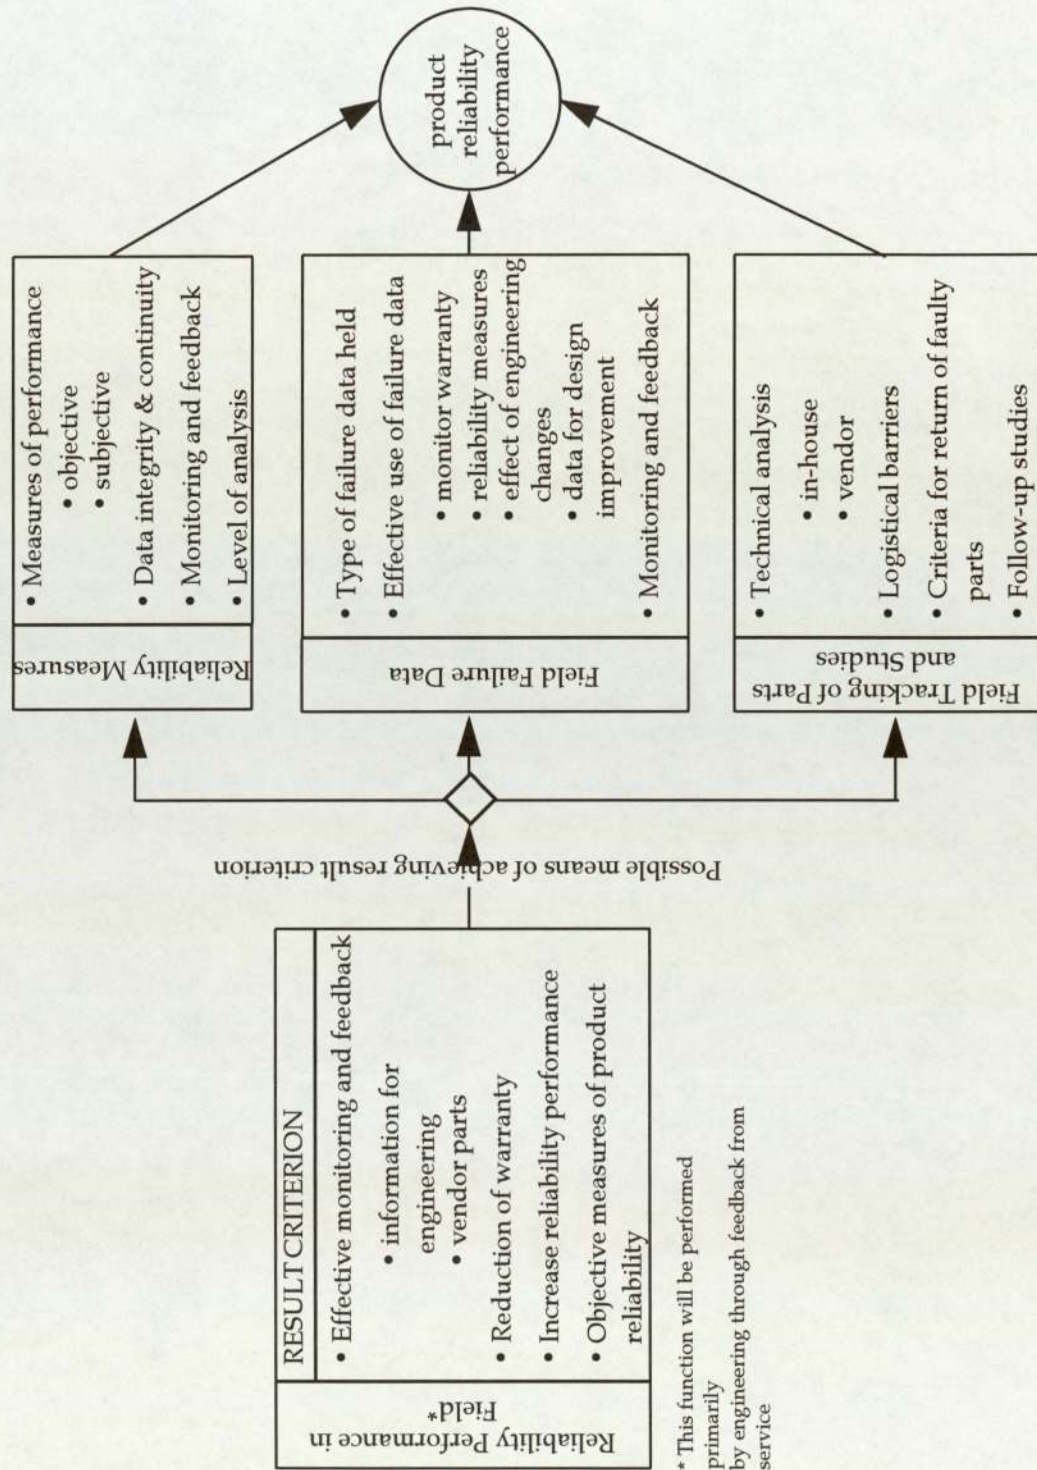 Reliability Performance in
Field*
RESULT CRITERION
• Effective monitoring and feedback
• information for
engineering
• vendor parts
• Reduction of warranty
• Increase reliability performance
• Objective measures of product
reliability
* This function will be performed
primarily
by engineering through feedback from
service
Possible means of achieving result criterion
Reliability Measures
• Measures of performance
• objective
• subjective
• Data integrity & continuity
• Monitoring and feedback
• Level of analysis
Field Failure Data
• Type of failure data held
• Effective use of failure data
• monitor warranty
• reliability measures
• effect of engineering
changes
• data for design
improvement
• Monitoring and feedback
Field Tracking of Parts
and Studies
• Technical analysis
• in-house
• vendor
• Logistical barriers
• Criteria for return of faulty
parts
• Follow-up studies
product
reliability
performance